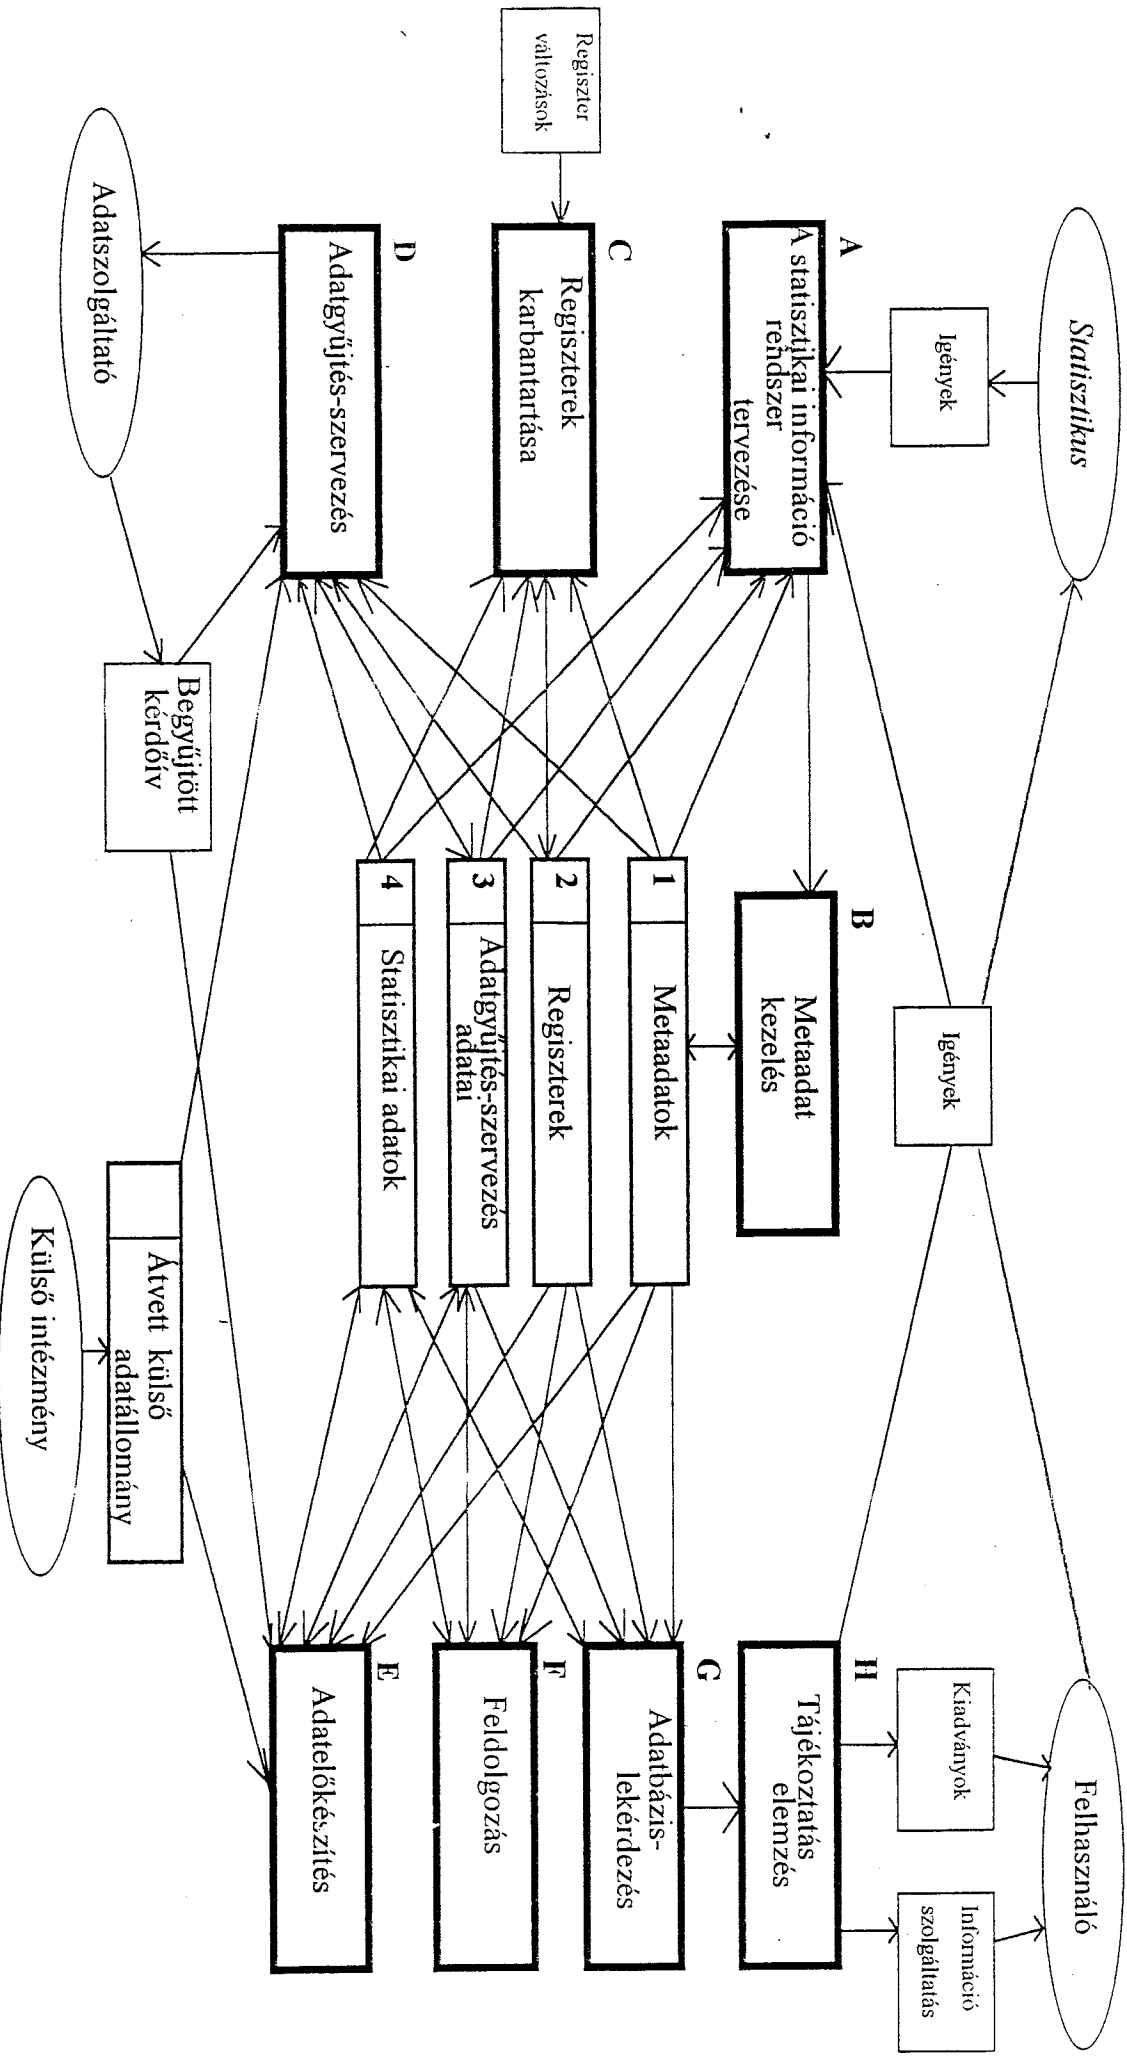 Statisztikus
Igények
Felhasználó
Igények
Kiadványok
Információ
szolgáltatás
A
A statisztikai információ
rendszer
tervezése
B
Metaadat
kezelés
H
Tájékoztatás
elemzés
Regiszter
változások
C
Regiszterek
karbantartása
1
Metaadatok
2
Regiszterek
3
Adatgyűjtés-szervezés
adatai
4
Statisztikai adatok
G
Adatbázis-
lekérdezés
F
Feldolgozás
D
Adatgyűjtés-szervezés
E
Adatelőkészítés
Adatszolgáltató
Begyűjtött
kérdőív
Átvett külső
adatállomány
Külső intézmény